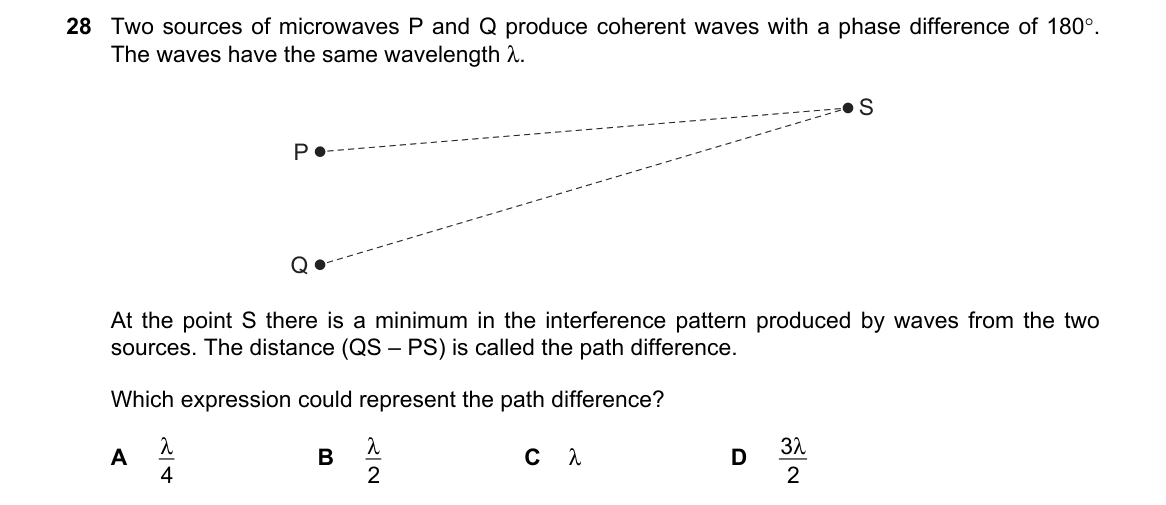 28 Two sources of microwaves P and Q produce coherent waves with a phase difference of 180°.
The waves have the same wavelength λ.
S
P
Q
At the point S there is a minimum in the interference pattern produced by waves from the two
sources. The distance (QS – PS) is called the path difference.
Which expression could represent the path difference?
A λ/4 B λ/2 C λ D 3λ/2